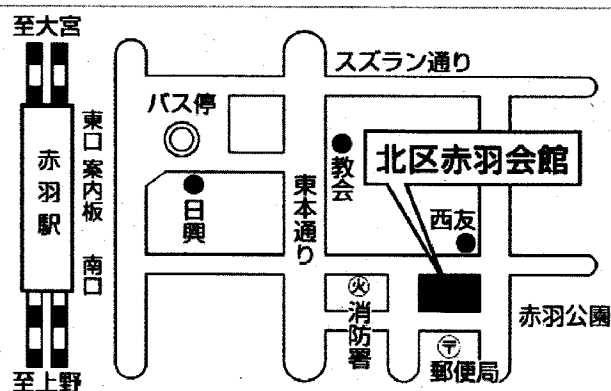 至大宮
スズラン通り
バス停
東口
案内板
赤羽駅
教会
北区赤羽会館
日興
東本通り
西友
南口
火
消防署
赤羽公園
〒
郵便局
至上野